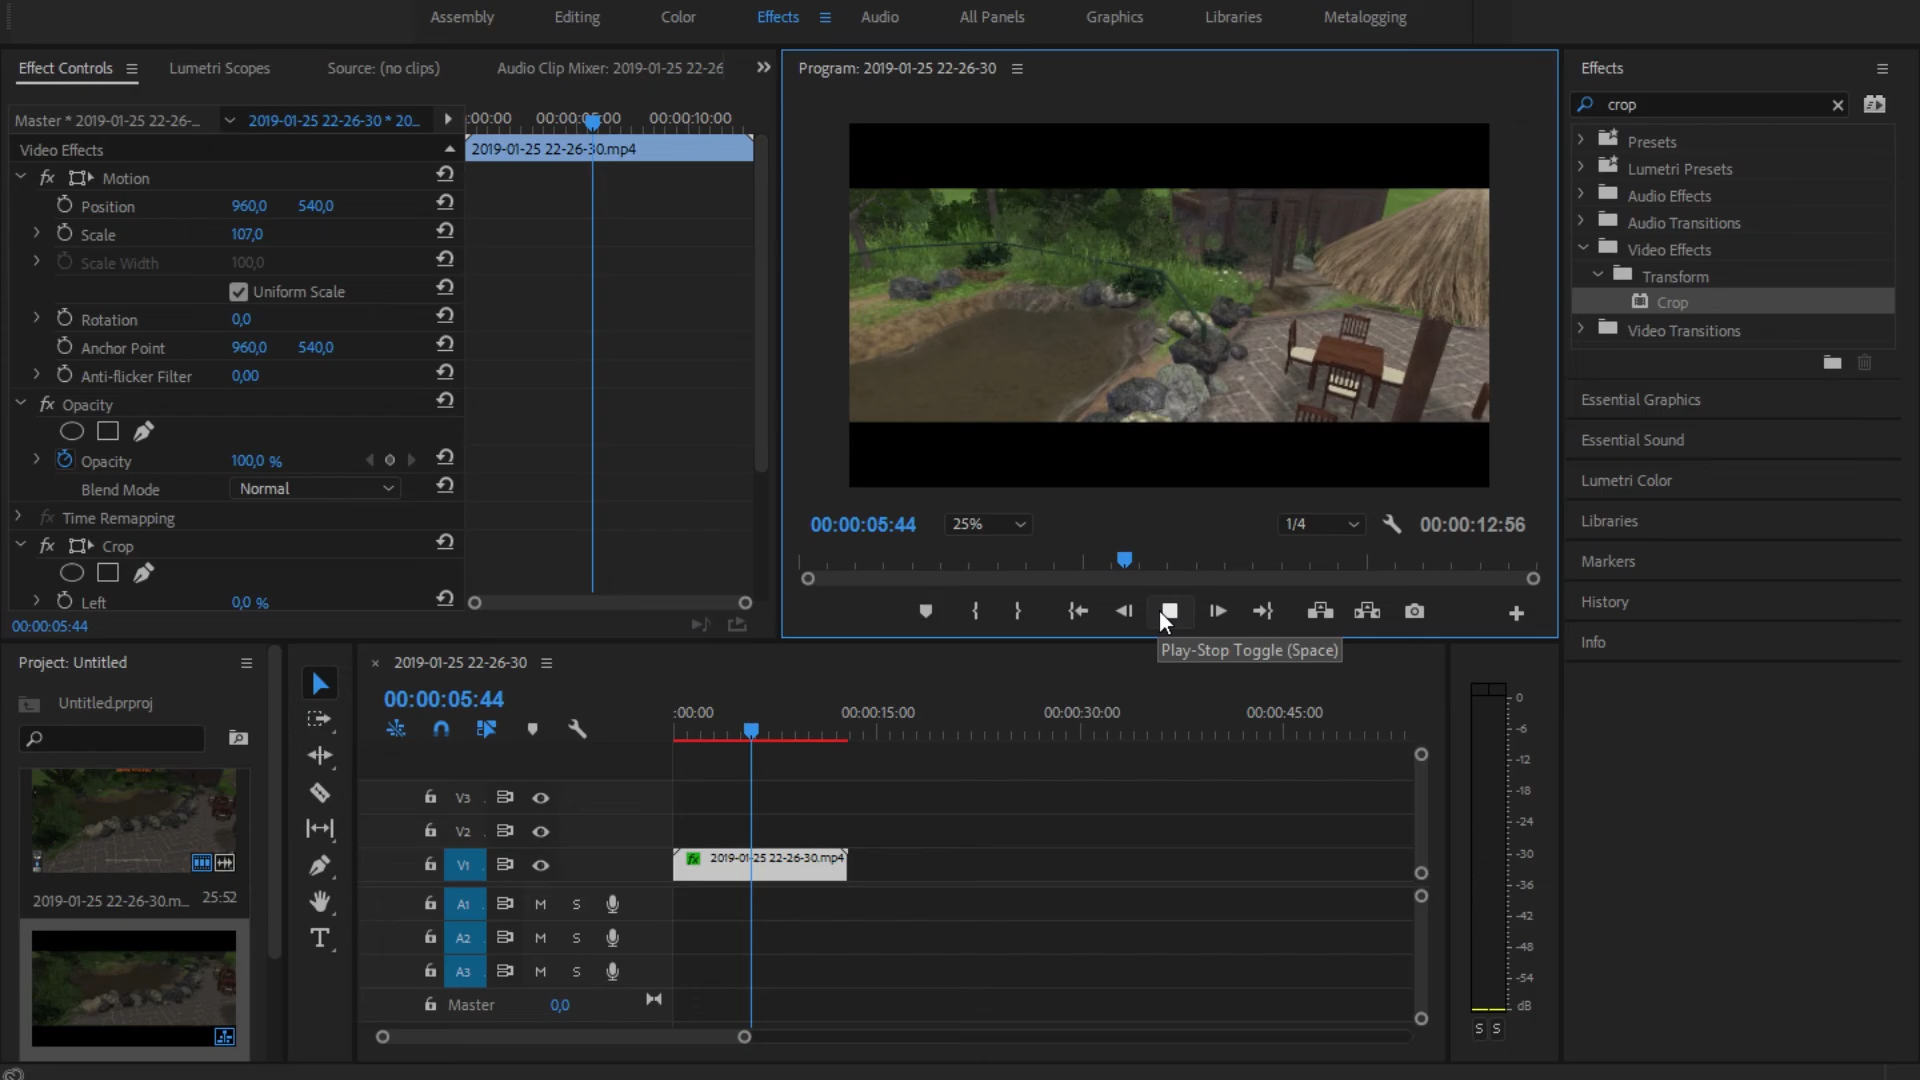 Assembly
Editing
Color
Effects
Audio
All Panels
Graphics
Libraries
Metalogging
Effect Controls
Lumetri Scopes
Source: (no clips)
Audio Clip Mixer: 2019-01-25 22-26
Master * 2019-01-25 22-26-...
2019-01-25 22-26-30 * 20...
:00:00
00:00:05:00
00:00:10:00
Video Effects
2019-01-25 22-26-30.mp4
fx Motion
Position 960,0 540,0
Scale 107,0
Scale Width 100,0
Uniform Scale
Rotation 0,0
Anchor Point 960,0 540,0
Anti-flicker Filter 0,00
fx Opacity
Opacity 100,0 %
Blend Mode Normal
fx Time Remapping
fx Crop
Left 0,0 %
00:00:05:44
Program: 2019-01-25 22-26-30
00:00:05:44
25%
1/4
00:00:12:56
Play-Stop Toggle (Space)
Effects
crop
Presets
Lumetri Presets
Audio Effects
Audio Transitions
Video Effects
Transform
Crop
Video Transitions
Essential Graphics
Essential Sound
Lumetri Color
Libraries
Markers
History
Info
Project: Untitled
Untitled.prproj
2019-01-25 22-26-30.m... 25:52
T
× 2019-01-25 22-26-30
00:00:05:44
:00:00
00:00:15:00
00:00:30:00
00:00:45:00
V3
V2
V1
fx 2019-01-25 22-26-30.mp4
A1 M S
A2 M S
A3 M S
Master 0,0
0
-6
-12
-18
-24
-30
-36
-42
-48
-54
dB
S S